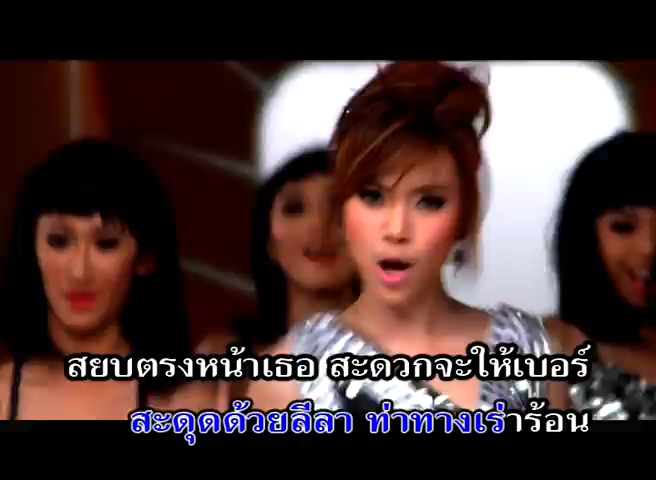 สยบตรงหน้าเธอ สะดวกจะให้เบอร์
สะดุดด้วยลีลา ท่าทางเร่าร้อน